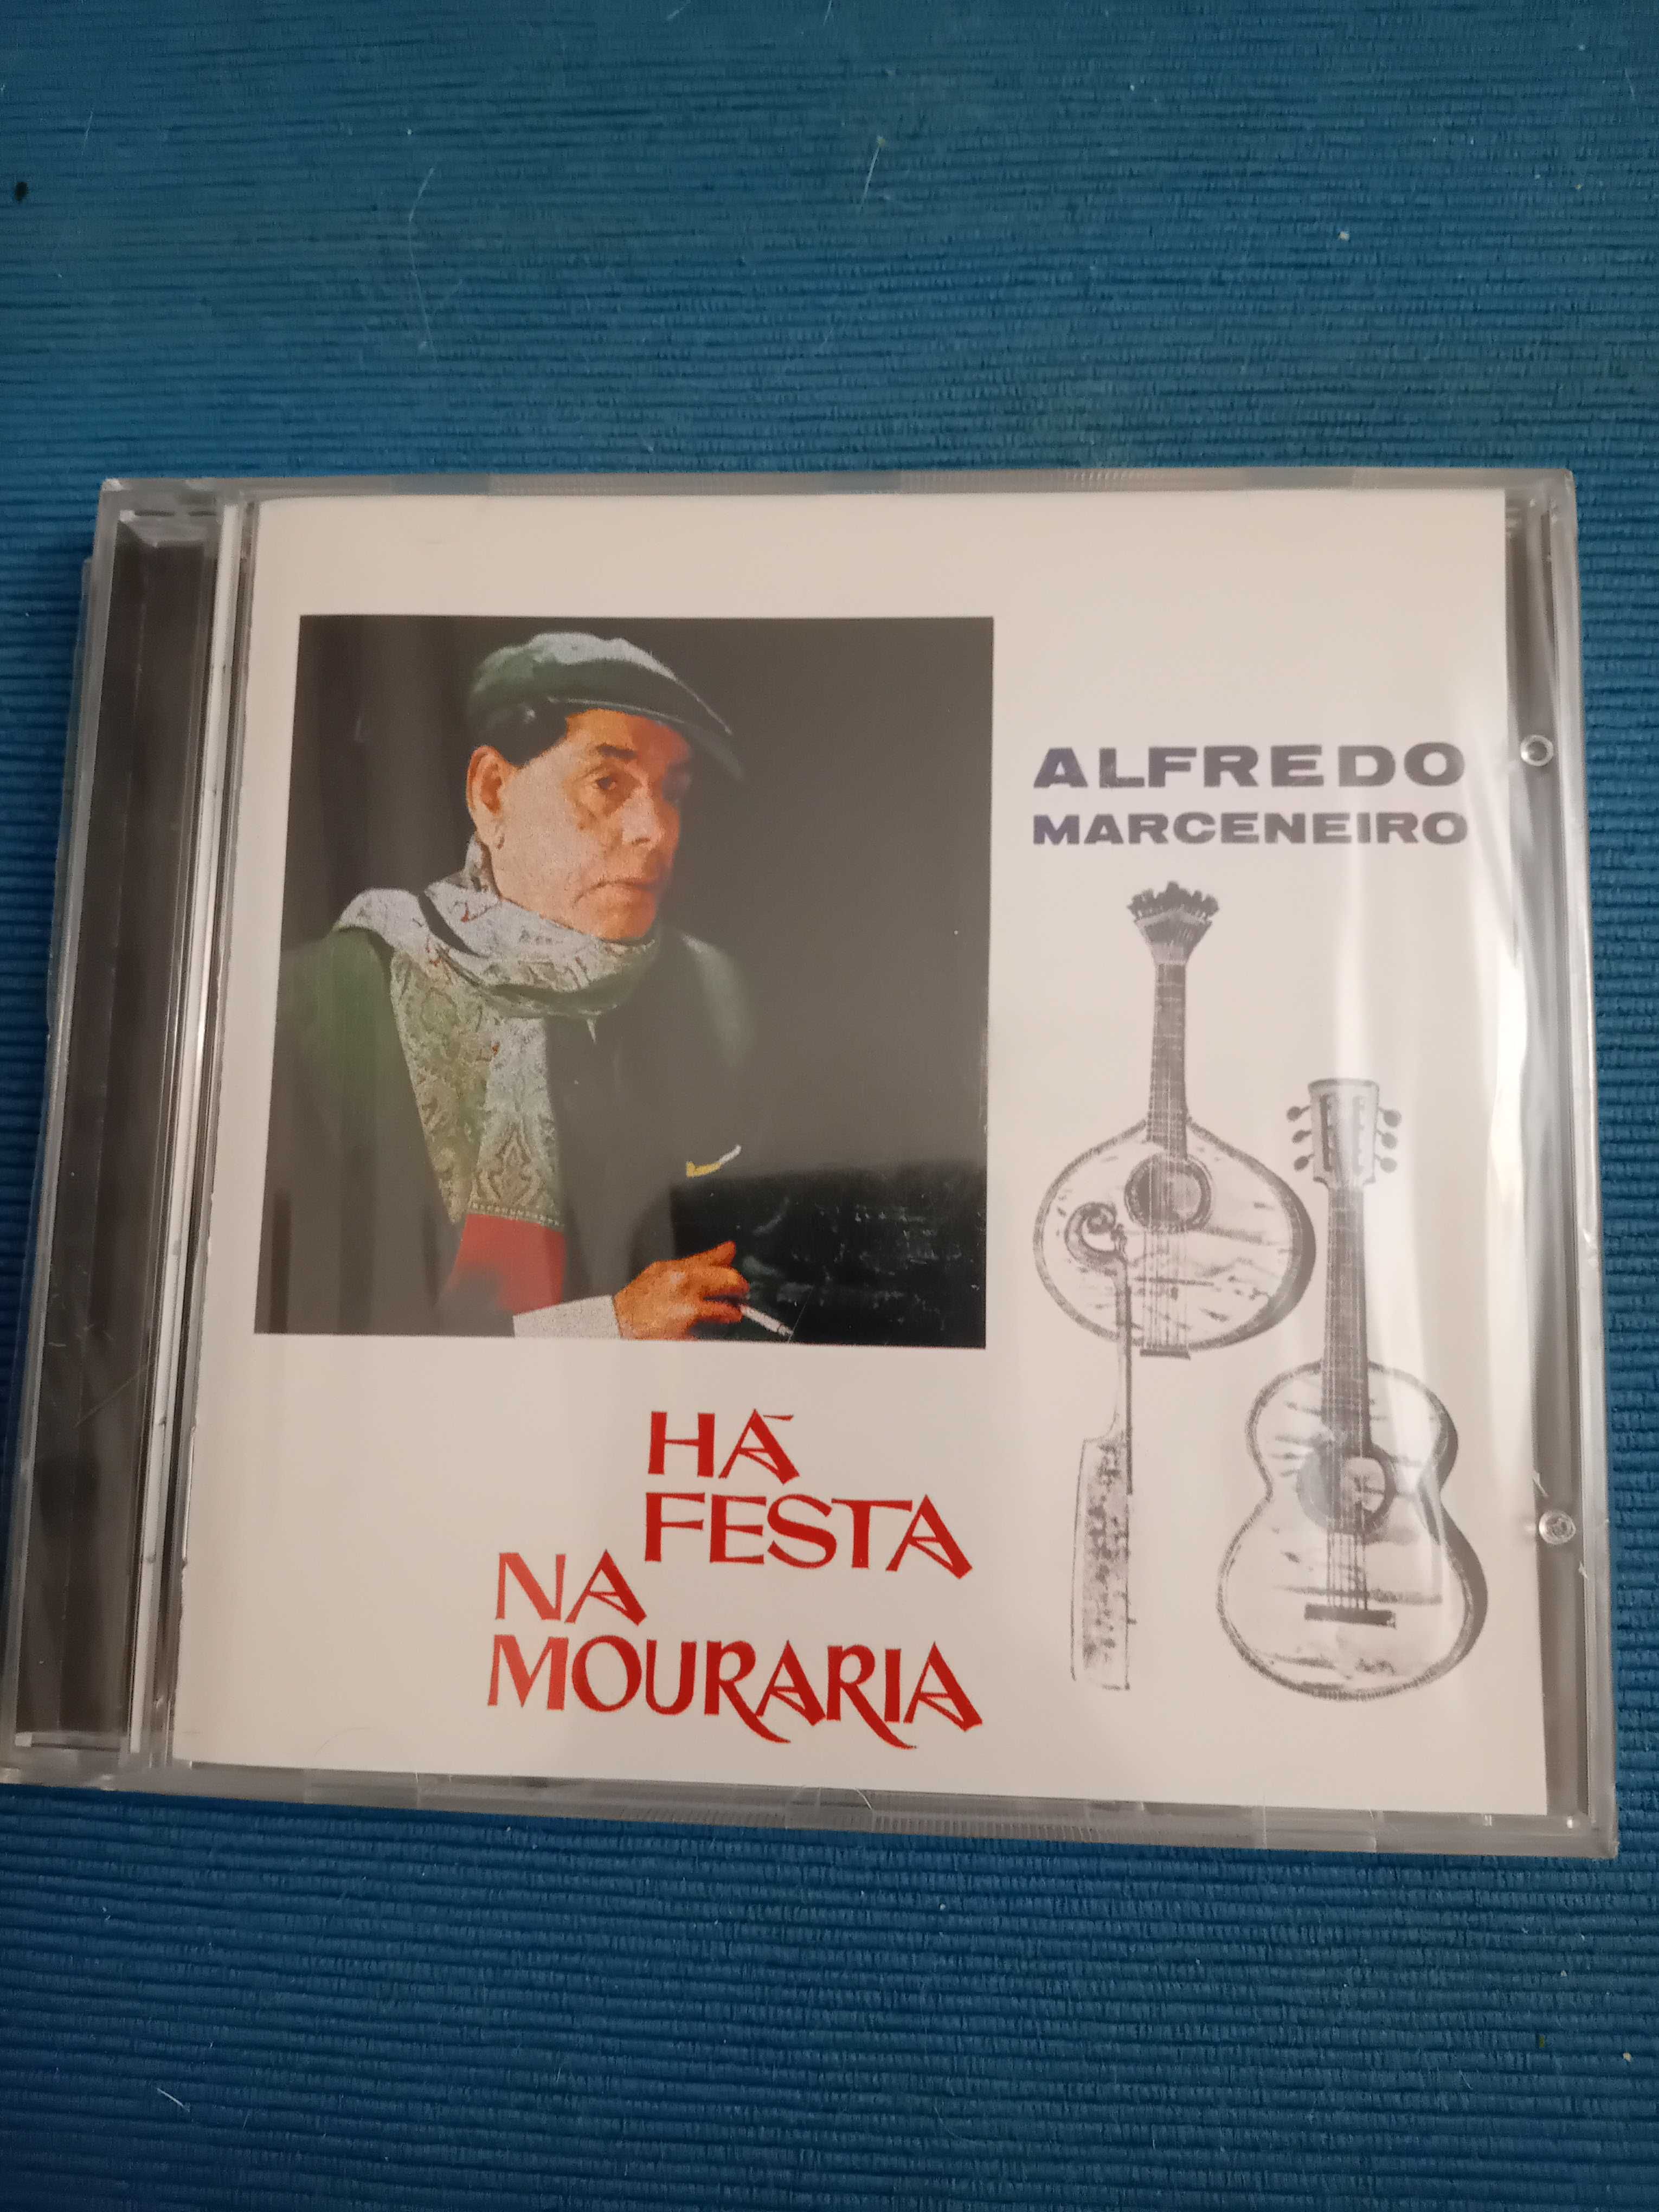 ALFREDO
MARCENEIRO
HÁ
FESTA
NA
MOURARIA